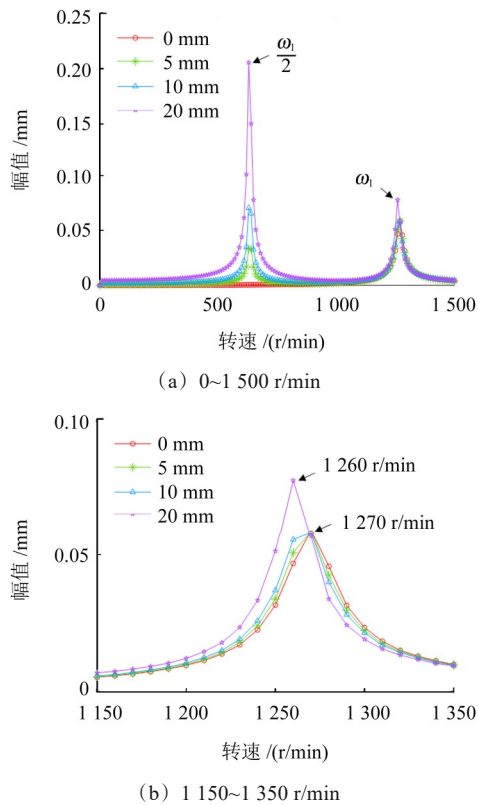 0.25
0.20
0.15
0.10
0.05
0
幅值 /mm
0 mm
5 mm
10 mm
20 mm
ω₁/2
ω₁
0
500
1 000
1 500
转速 /(r/min)
（a）0~1 500 r/min
0.10
0.05
0
幅值 /mm
0 mm
5 mm
10 mm
20 mm
1 260 r/min
1 270 r/min
1 150
1 200
1 250
1 300
1 350
转速 /(r/min)
（b）1 150~1 350 r/min